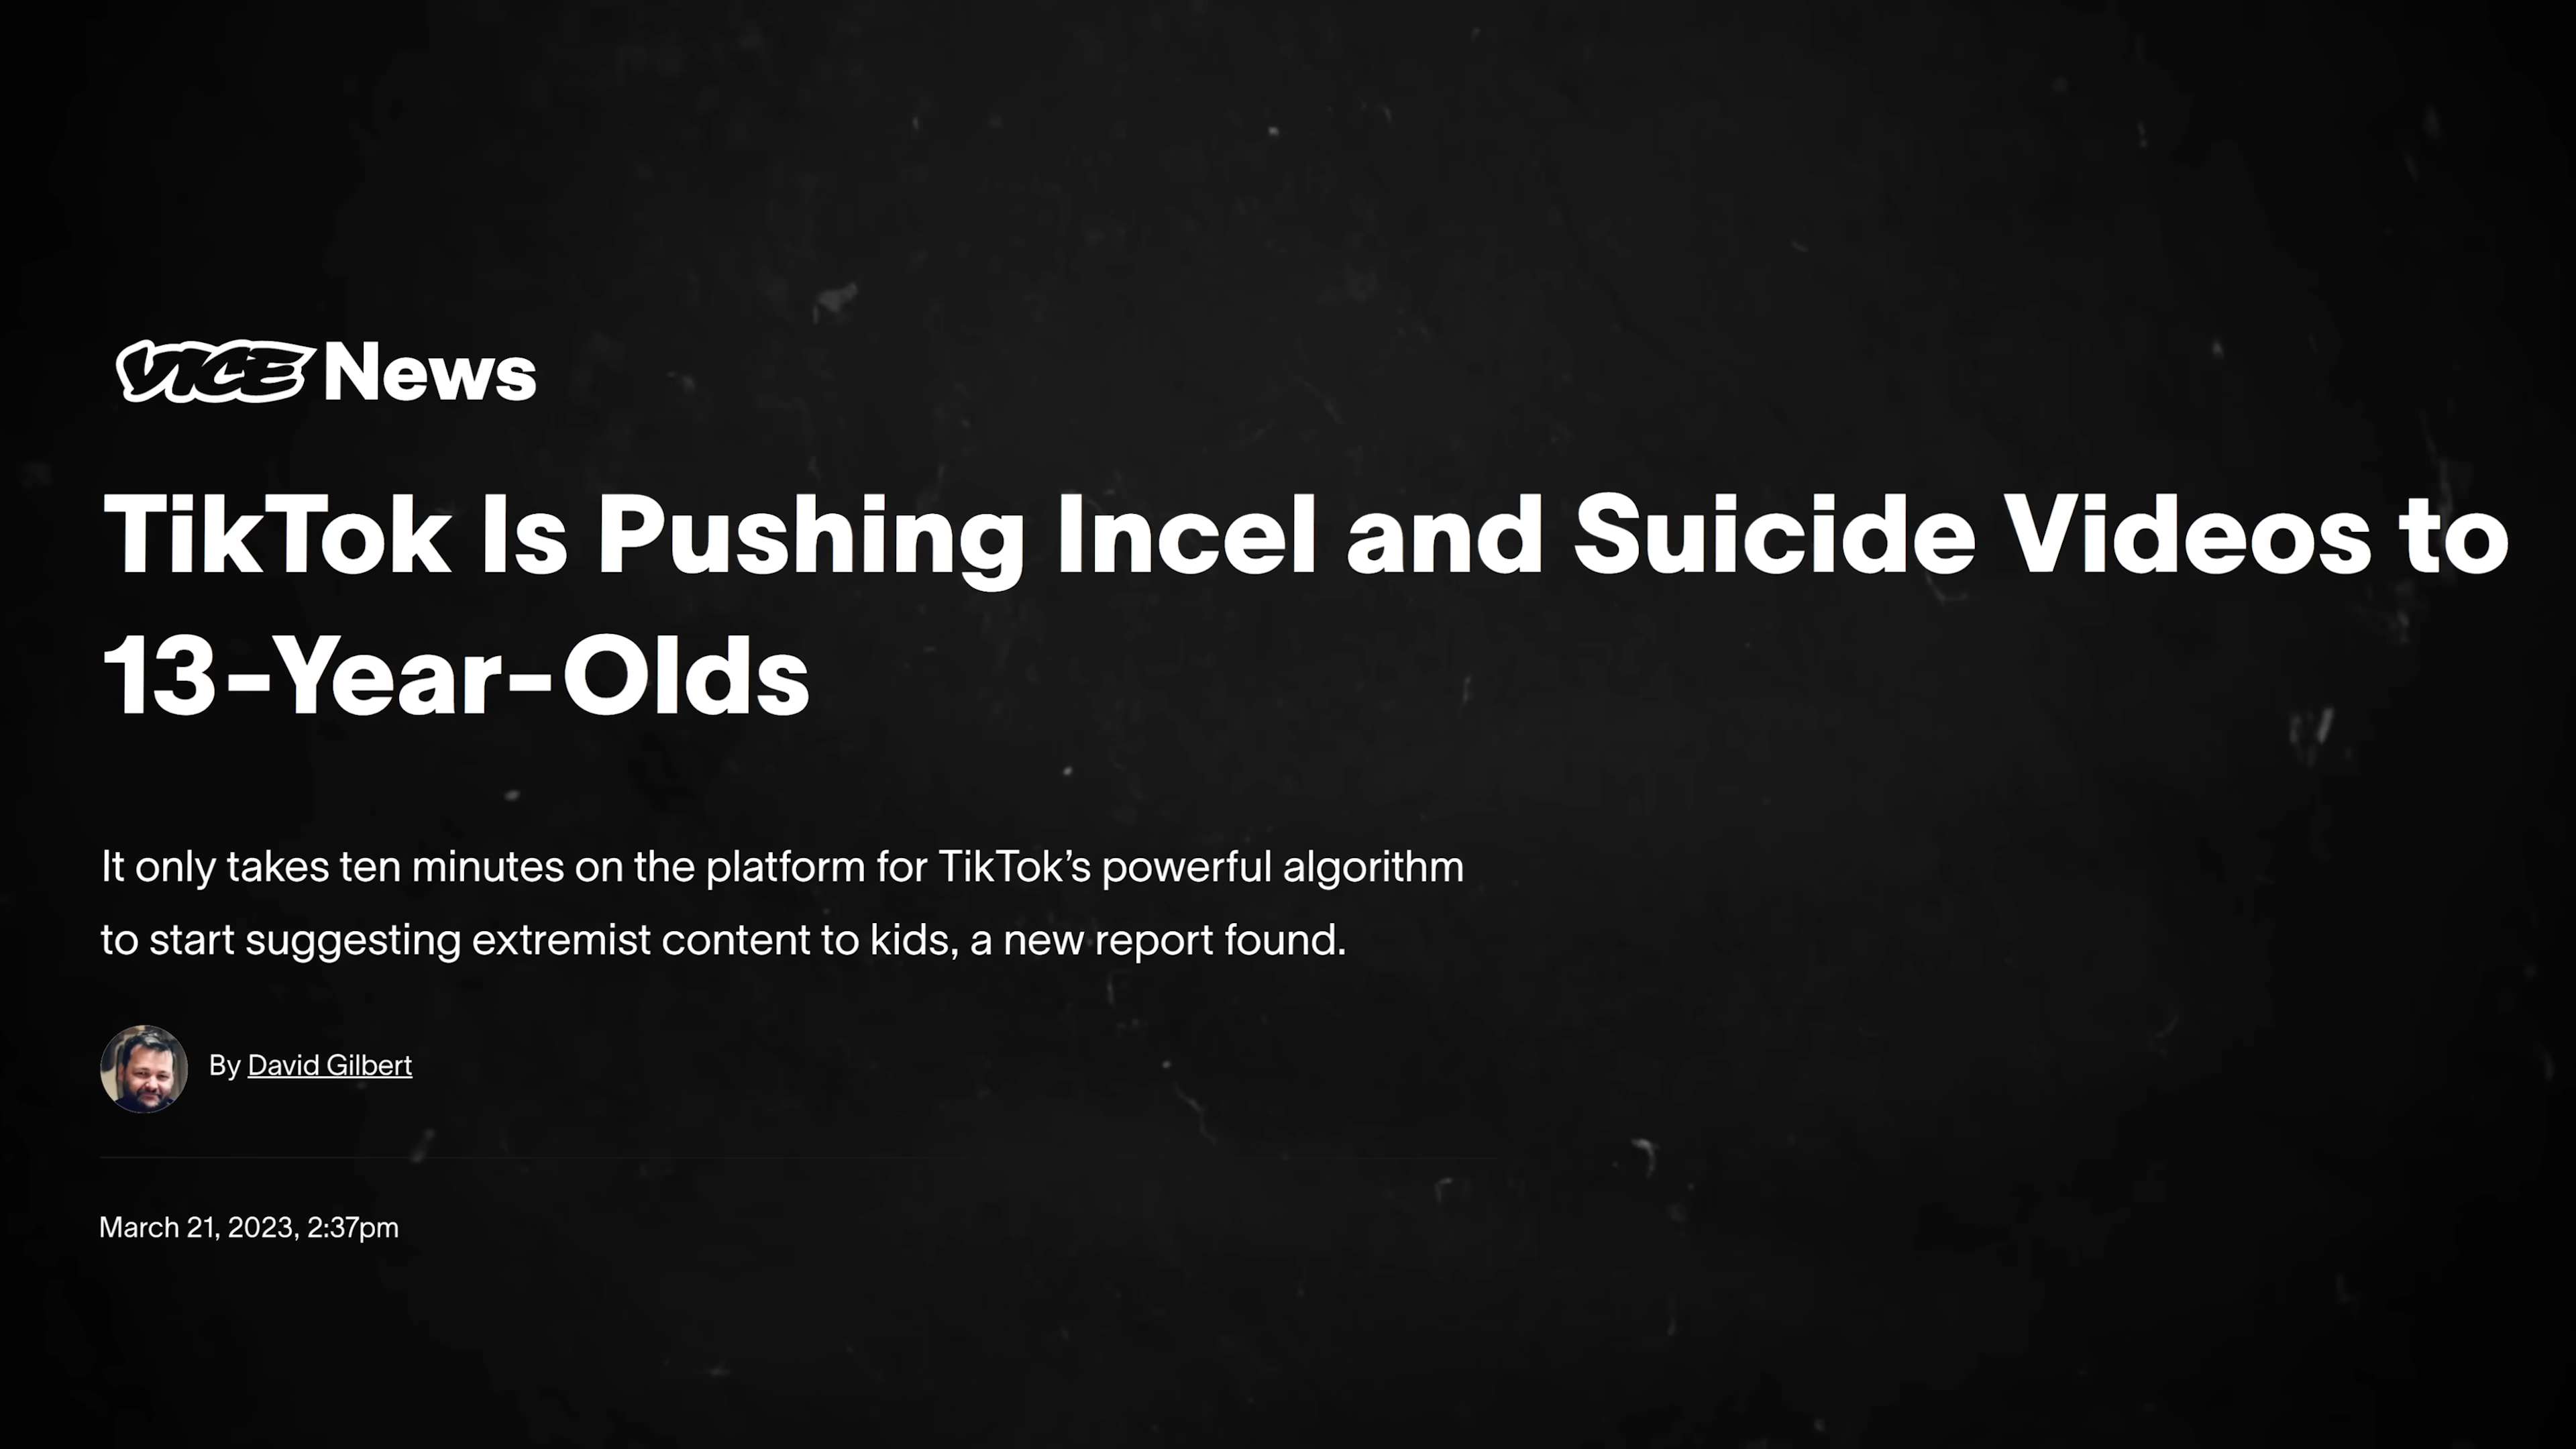 VICE News
TikTok Is Pushing Incel and Suicide Videos to
13-Year-Olds
It only takes ten minutes on the platform for TikTok’s powerful algorithm
to start suggesting extremist content to kids, a new report found.
By David Gilbert
March 21, 2023, 2:37pm